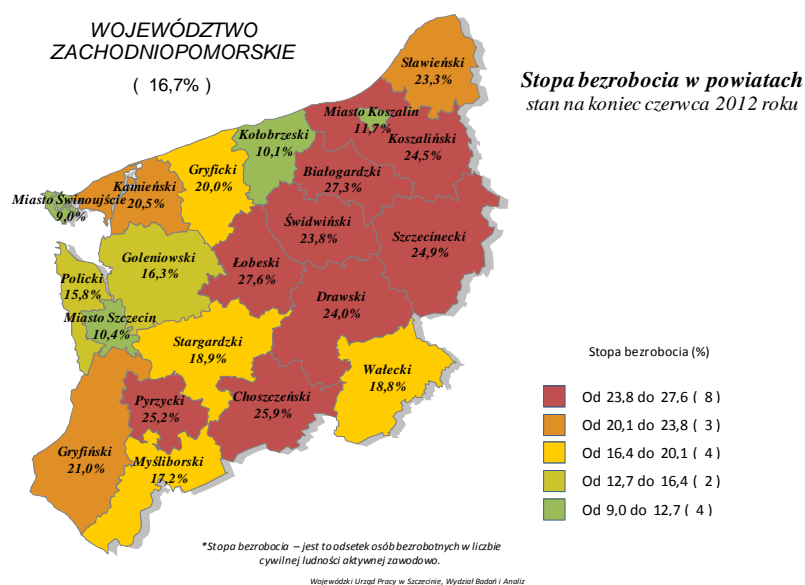 WOJEWÓDZTWO
ZACHODNIOPOMORSKIE
( 16,7%)
Stopa bezrobocia w powiatach
stan na koniec czerwca 2012 roku
Sławieński
23,3%
Miasto Koszalin
11,7%
Kołobrzeski
10,1%
Koszaliński
24,5%
Gryficki
20,0%
Białogardzki
27,3%
Kamieński
20,5%
Miasto Świnoujście
9,0%
Świdwiński
23,8%
Szczecinecki
24,9%
Goleniowski
16,3%
Łobeski
27,6%
Policki
15,8%
Drawski
24,0%
Miasto Szczecin
10,4%
Stargardzki
18,9%
Wałecki
18,8%
Pyrzycki
25,2%
Choszczeński
25,9%
Gryfiński
21,0%
Myśliborski
17,2%
Stopa bezrobocia (%)
Od 23,8 do 27,6 ( 8 )
Od 20,1 do 23,8 ( 3 )
Od 16,4 do 20,1 ( 4 )
Od 12,7 do 16,4 ( 2 )
Od 9,0 do 12,7 ( 4 )
*Stopa bezrobocia – jest to odsetek osób bezrobotnych w liczbie
cywilnej ludności aktywnej zawodowo.
Wojewódzki Urząd Pracy w Szczecinie, Wydział Badań i Analiz